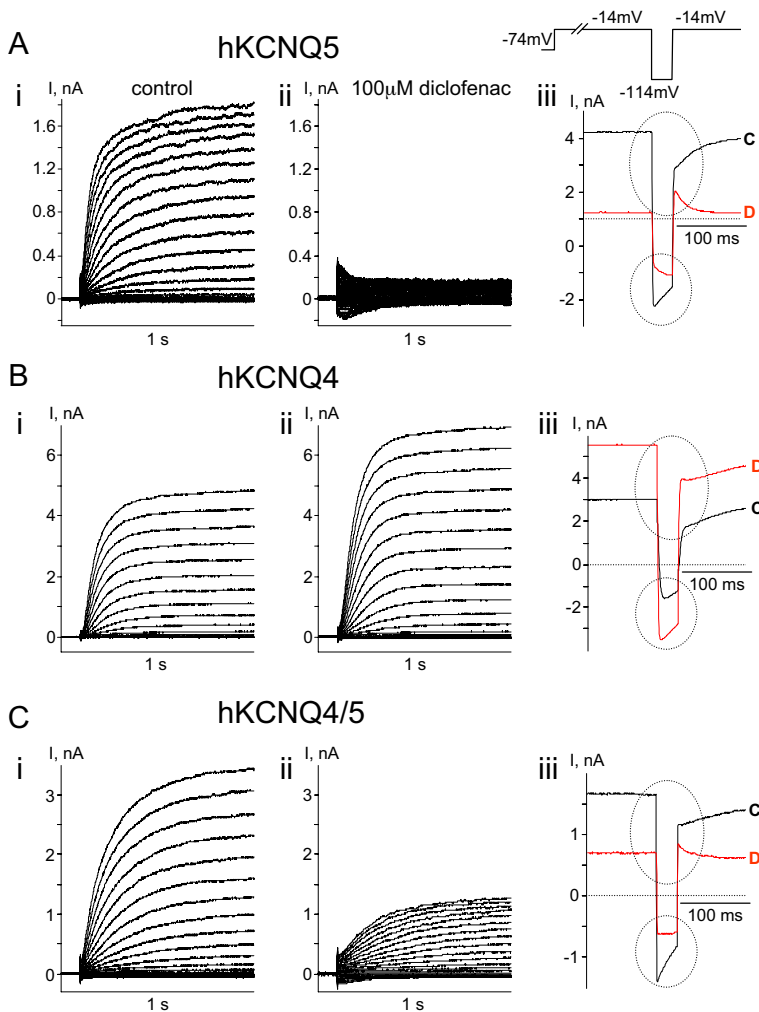 A
hKCNQ5
-74mV
-14mV
-14mV
-114mV
i
I, nA
control
1.6
1.2
0.8
0.4
0
1 s
ii
I, nA
100μM diclofenac
1.6
1.2
0.8
0.4
0
1 s
iii
I, nA
4
2
0
-2
C
D
100 ms
B
hKCNQ4
i
I, nA
6
4
2
0
1 s
ii
I, nA
6
4
2
0
1 s
iii
I, nA
4
2
0
-2
D
C
100 ms
C
hKCNQ4/5
i
I, nA
3
2
1
0
1 s
ii
I, nA
3
2
1
0
1 s
iii
I, nA
1
0
-1
C
D
100 ms